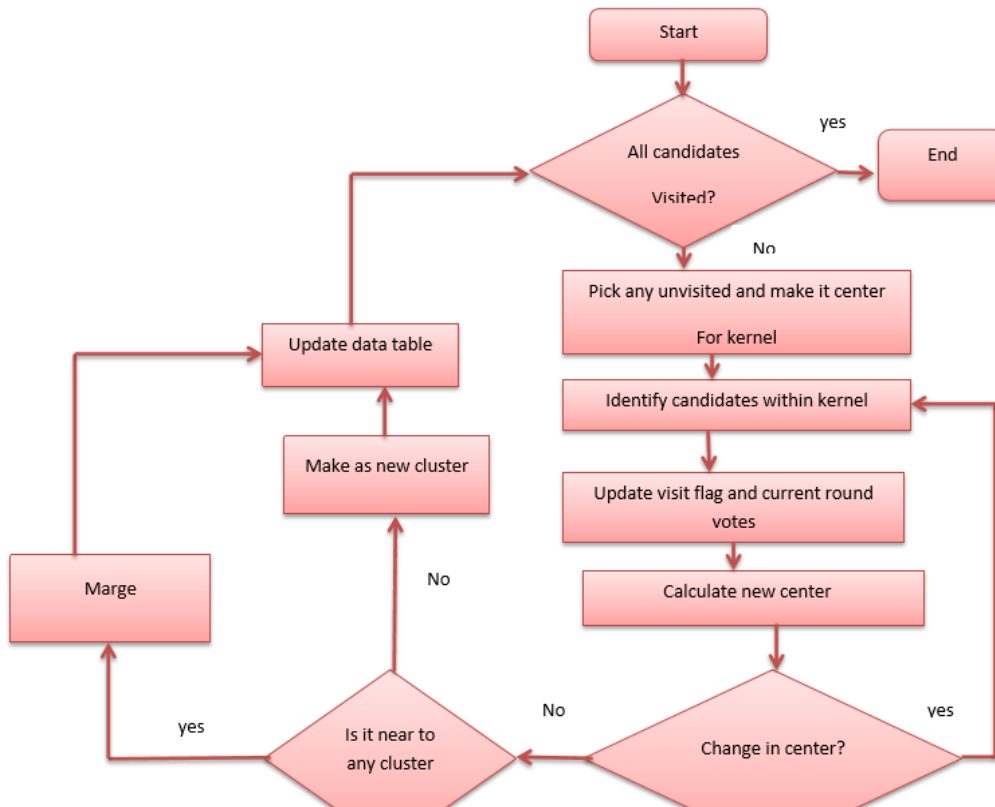 Start
All candidates
Visited?
yes
End
No
Pick any unvisited and make it center
For kernel
Identify candidates within kernel
Update visit flag and current round
votes
Calculate new center
Change in center?
yes
No
Is it near to
any cluster
No
Make as new cluster
yes
Marge
Update data table